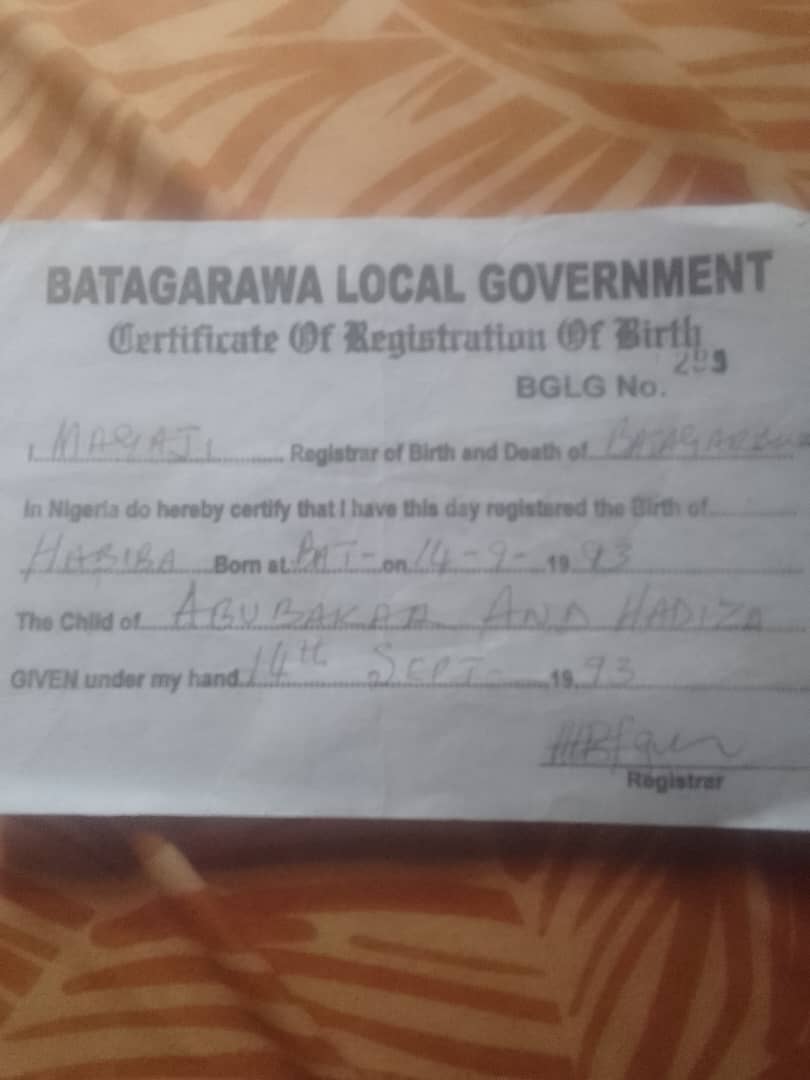 BATAGARAWA LOCAL GOVERNMENT
Certificate Of Registration Of Birth
BGLG No.
I MAGAJI Registrar of Birth and Death of
In Nigeria do hereby certify that I have this day registered the Birth of
HABIBA Born at BAT- on 14-9- 19 93
The Child of ABUBAKAR AND HADIZA
GIVEN under my hand 14th SEPT- 19 93
Registrar